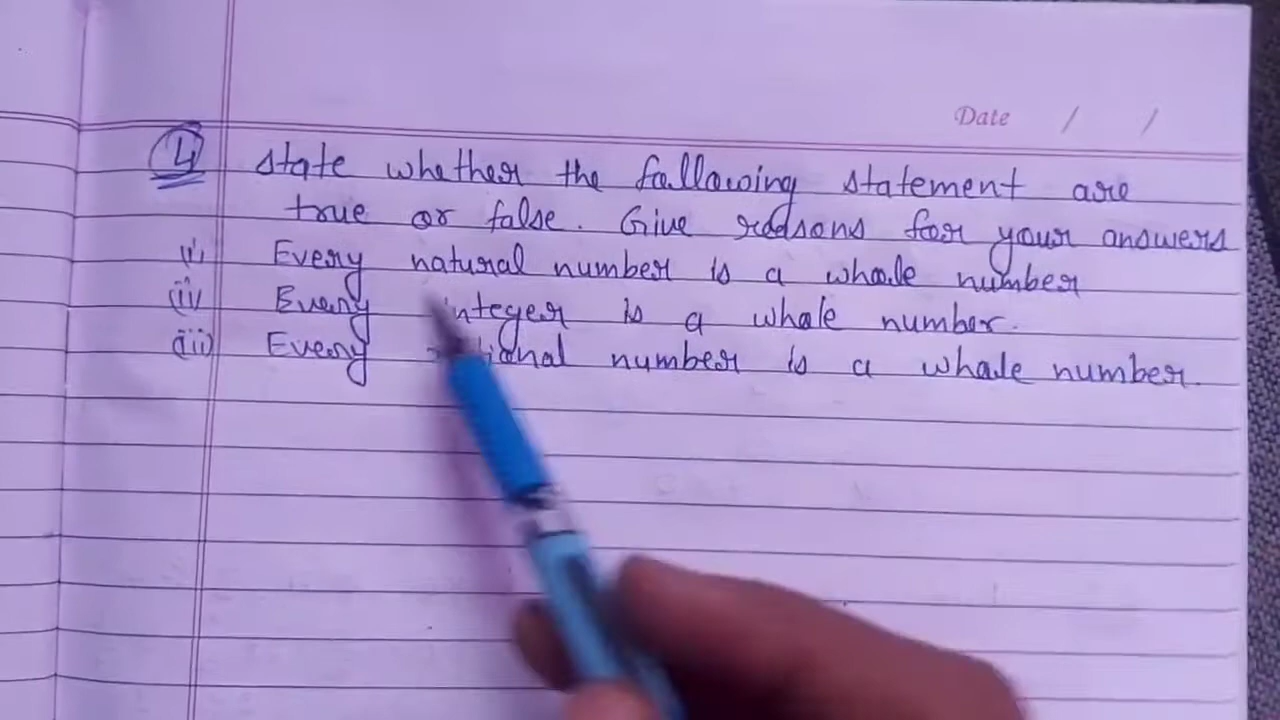 Date / /
4 State whether the following statement are
true or false. Give reasons for your answers
(i) Every natural number is a whole number
(ii) Every integer is a whole number.
(iii) Every number is a whole number.